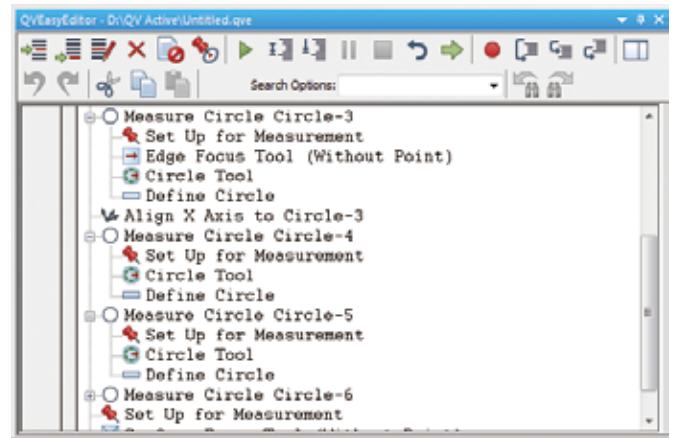 QVEasyEditor - D:\QV Active\Untitled.qve
Search Options:
Measure Circle Circle-3
Set Up for Measurement
Edge Focus Tool (Without Point)
Circle Tool
Define Circle
Align X Axis to Circle-3
Measure Circle Circle-4
Set Up for Measurement
Circle Tool
Define Circle
Measure Circle Circle-5
Set Up for Measurement
Circle Tool
Define Circle
Measure Circle Circle-6
Set Up for Measurement